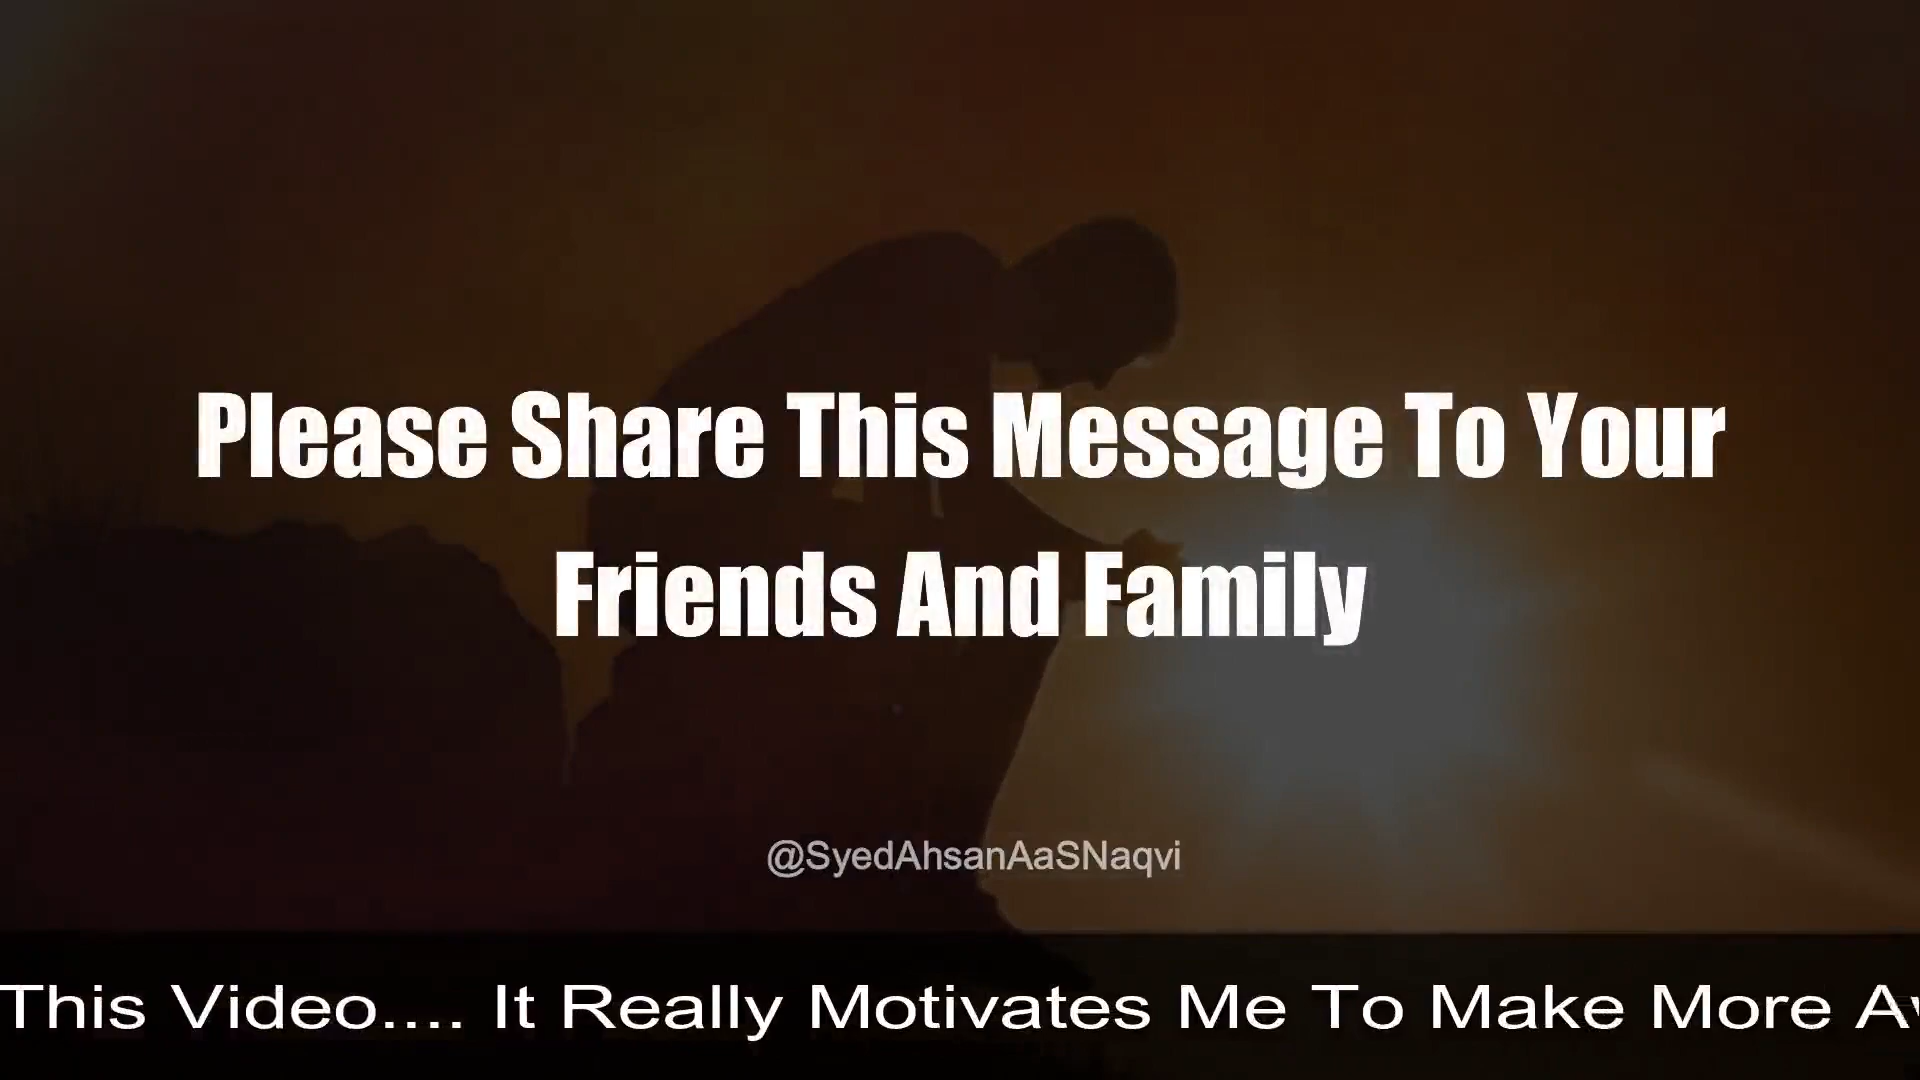 Please Share This Message To Your
Friends And Family
@SyedAhsanAaSNaqvi
This Video.... It Really Motivates Me To Make More